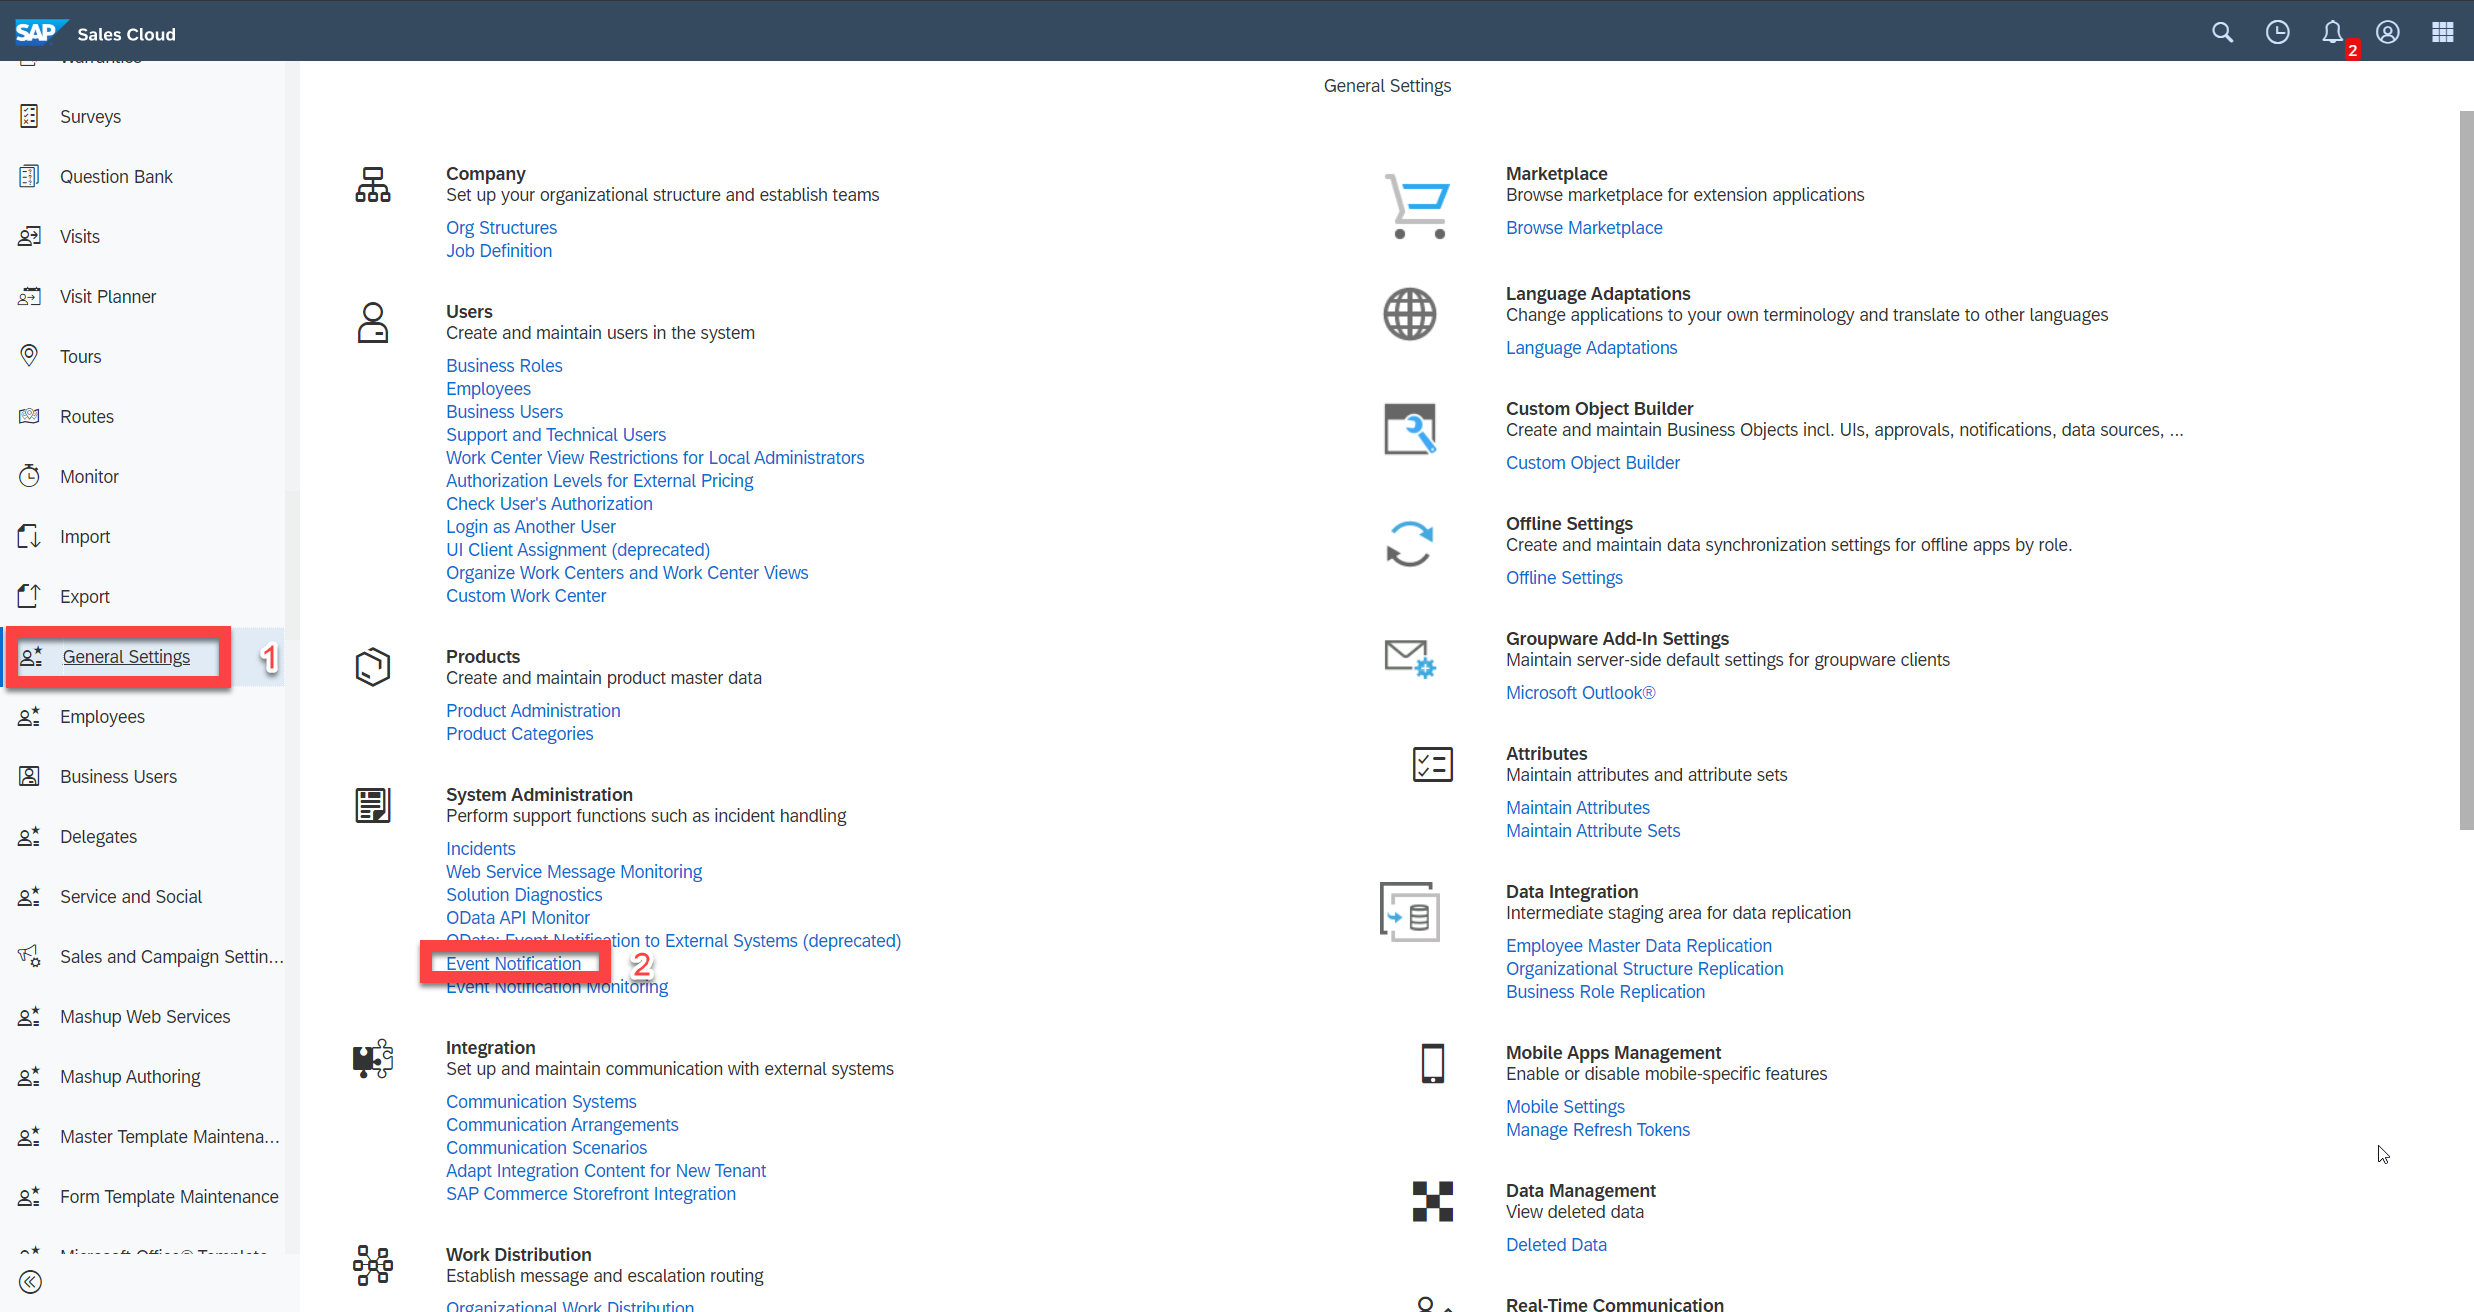 SAP Sales Cloud
2
Warranties
Surveys
Question Bank
Visits
Visit Planner
Tours
Routes
Monitor
Import
Export
General Settings
1
Employees
Business Users
Delegates
Service and Social
Sales and Campaign Settin...
Mashup Web Services
Mashup Authoring
Master Template Maintena...
Form Template Maintenance
Microsoft Office® Template
General Settings
Company
Set up your organizational structure and establish teams
Org Structures
Job Definition
Users
Create and maintain users in the system
Business Roles
Employees
Business Users
Support and Technical Users
Work Center View Restrictions for Local Administrators
Authorization Levels for External Pricing
Check User's Authorization
Login as Another User
UI Client Assignment (deprecated)
Organize Work Centers and Work Center Views
Custom Work Center
Products
Create and maintain product master data
Product Administration
Product Categories
System Administration
Perform support functions such as incident handling
Incidents
Web Service Message Monitoring
Solution Diagnostics
OData API Monitor
OData: Event Notification to External Systems (deprecated)
Event Notification
2
Event Notification Monitoring
Integration
Set up and maintain communication with external systems
Communication Systems
Communication Arrangements
Communication Scenarios
Adapt Integration Content for New Tenant
SAP Commerce Storefront Integration
Work Distribution
Establish message and escalation routing
Organizational Work Distribution
Marketplace
Browse marketplace for extension applications
Browse Marketplace
Language Adaptations
Change applications to your own terminology and translate to other languages
Language Adaptations
Custom Object Builder
Create and maintain Business Objects incl. UIs, approvals, notifications, data sources, ...
Custom Object Builder
Offline Settings
Create and maintain data synchronization settings for offline apps by role.
Offline Settings
Groupware Add-In Settings
Maintain server-side default settings for groupware clients
Microsoft Outlook®
Attributes
Maintain attributes and attribute sets
Maintain Attributes
Maintain Attribute Sets
Data Integration
Intermediate staging area for data replication
Employee Master Data Replication
Organizational Structure Replication
Business Role Replication
Mobile Apps Management
Enable or disable mobile-specific features
Mobile Settings
Manage Refresh Tokens
Data Management
View deleted data
Deleted Data
Real-Time Communication